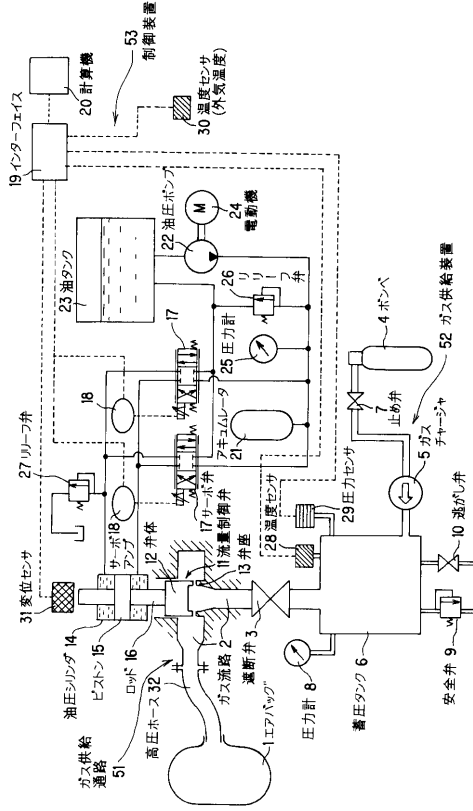 20 計算機
53
制御装置
19 インターフェイス
30 温度センサ
(外気温度)
23 油タンク
22 油圧ポンプ
M
24
電動機
26
リリーフ弁
25 圧力計
17
18
アキュムレータ
21
27 リリーフ弁
18
サーボ
アンプ
17 サーボ弁
31 変位センサ
油圧シリンダ 14
ピストン 15
ロッド 16
12 弁体
11 流量制御弁
13 弁座
28 温度センサ
29 圧力センサ
4 ボンベ
7
止め弁
5 ガス
チャージャ
52 ガス供給装置
ガス供給
通路
51
高圧ホース 32
ガス流路 2
遮断弁 3
1 エアバッグ
圧力計 8
蓄圧タンク 6
10 逃がし弁
安全弁 9